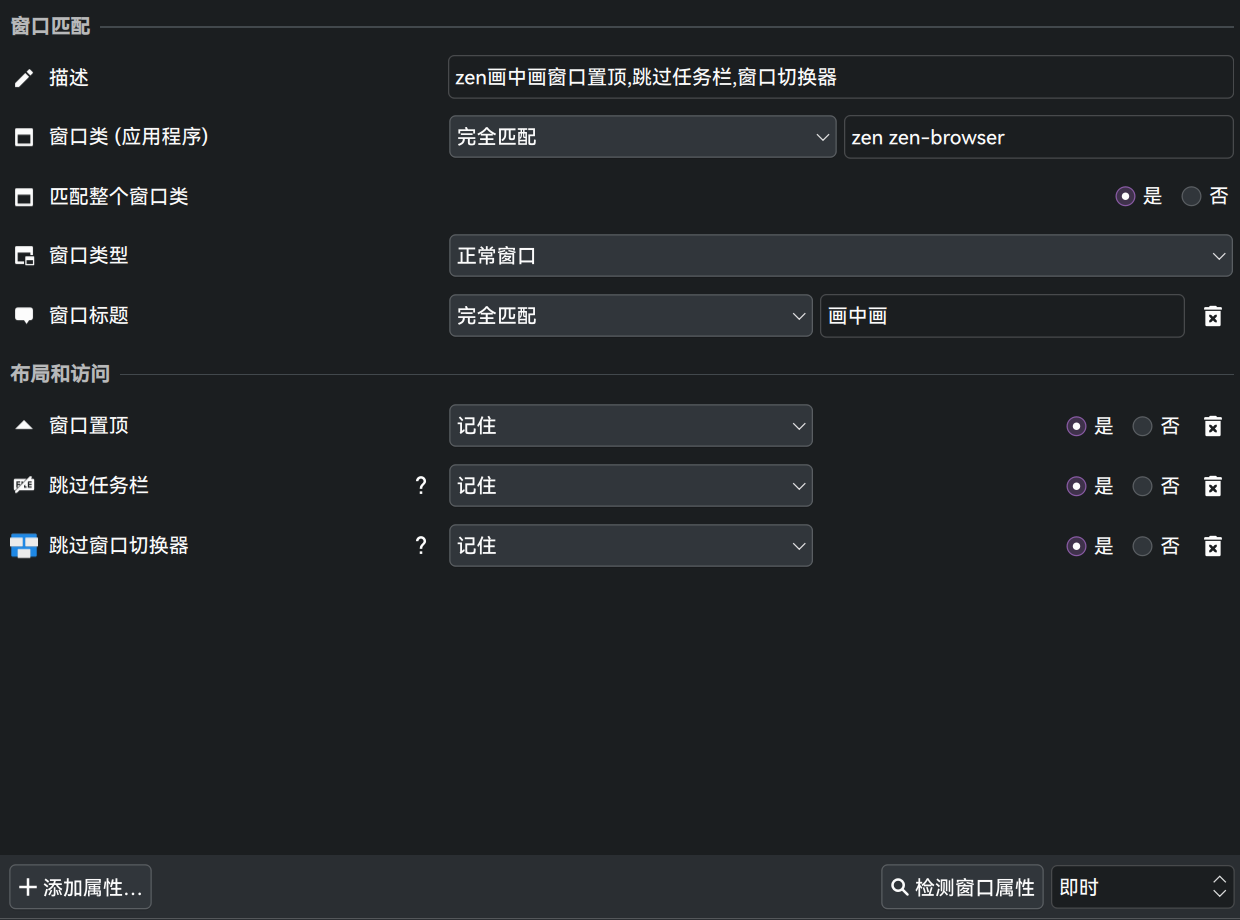 窗口匹配
描述 zen画中画窗口置顶,跳过任务栏,窗口切换器
窗口类 (应用程序) 完全匹配 zen zen-browser
匹配整个窗口类 是 否
窗口类型 正常窗口
窗口标题 完全匹配 画中画
布局和访问
窗口置顶 记住 是 否
跳过任务栏 ? 记住 是 否
跳过窗口切换器 ? 记住 是 否
添加属性... 检测窗口属性 即时